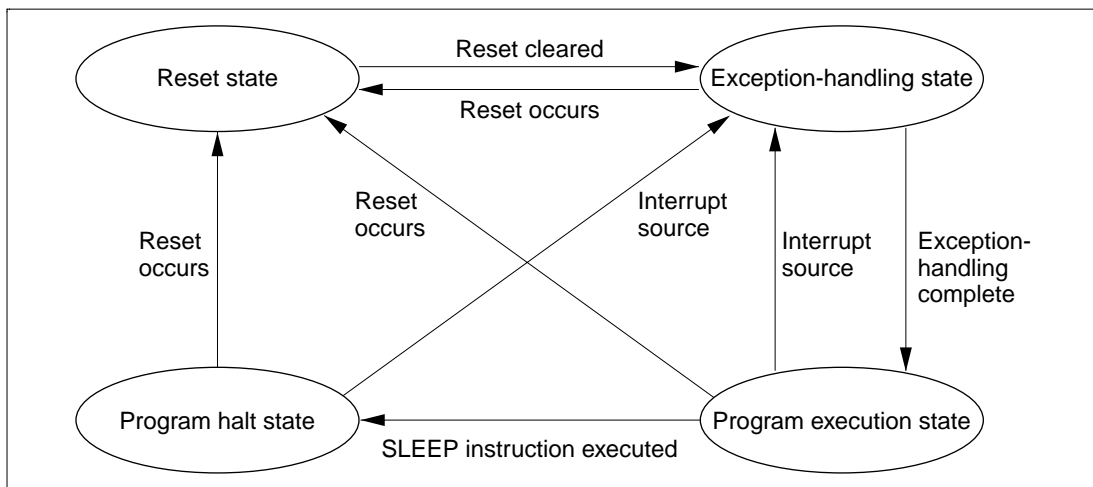 Reset cleared
Reset state
Exception-handling state
Reset occurs
Reset
occurs
Interrupt
source
Reset
occurs
Interrupt
source
Exception-
handling
complete
Program halt state
Program execution state
SLEEP instruction executed